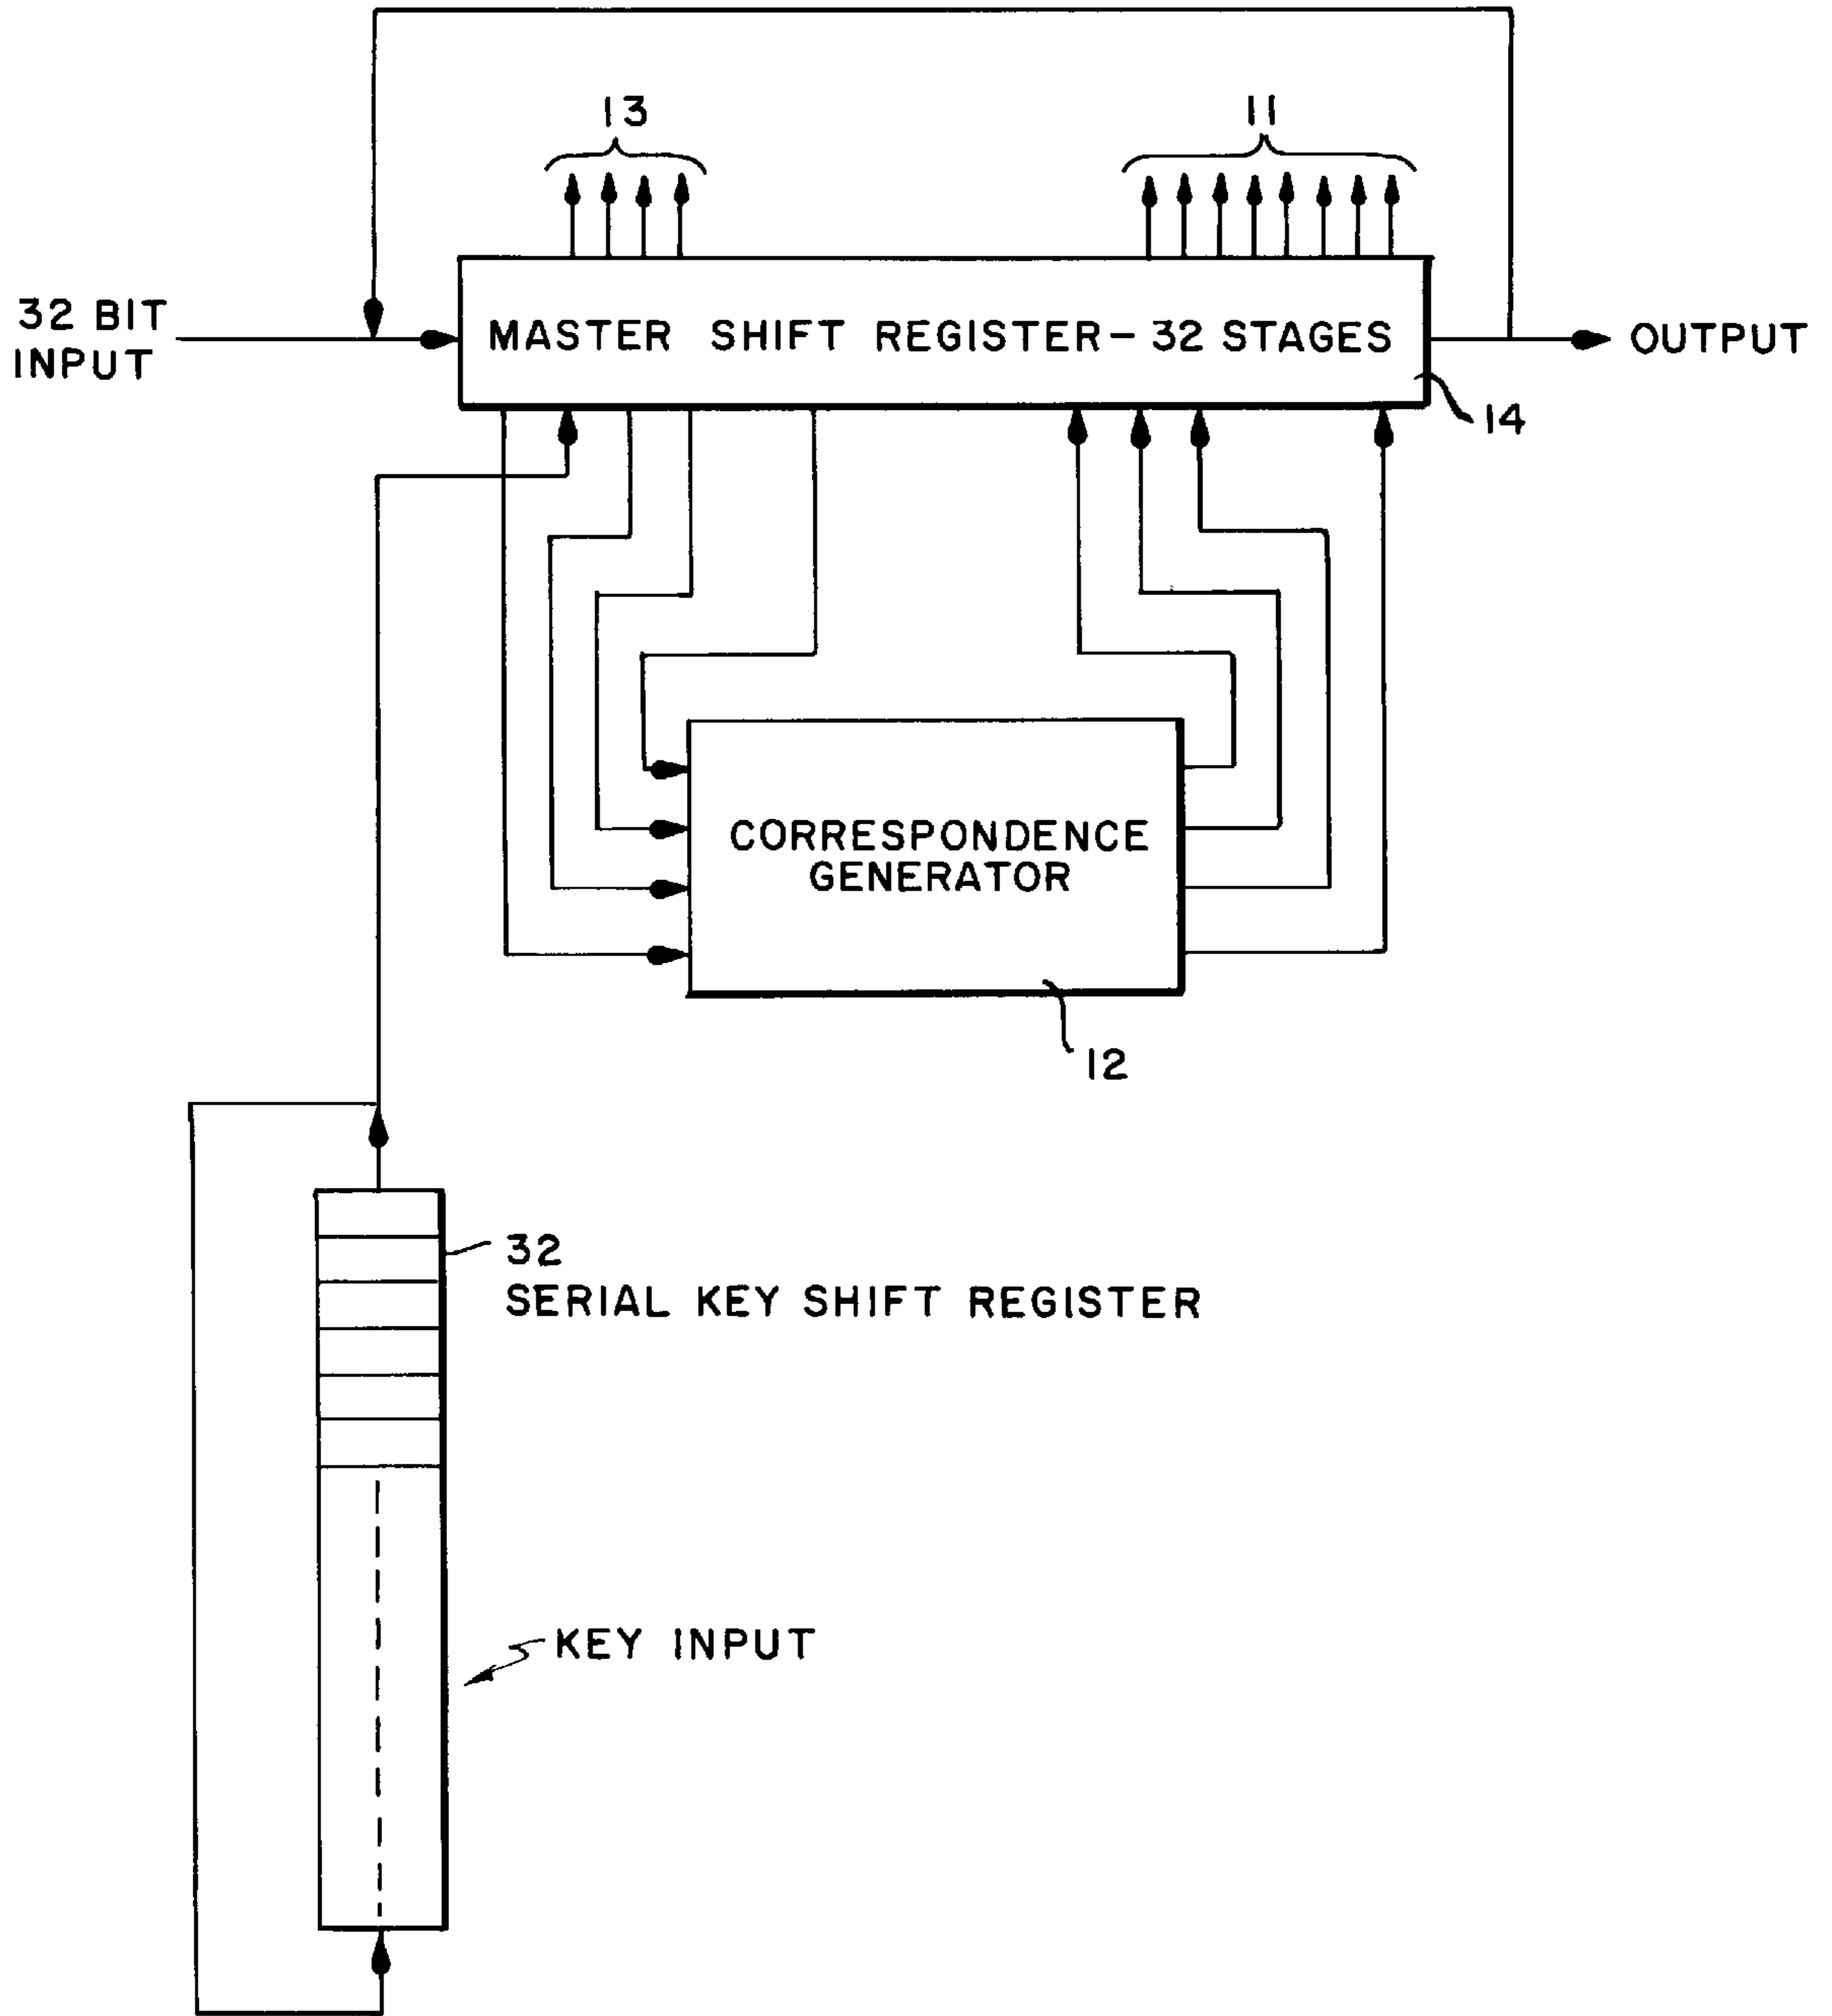 13
11
32 BIT
INPUT
MASTER SHIFT REGISTER-32 STAGES
OUTPUT
14
CORRESPONDENCE
GENERATOR
12
32
SERIAL KEY SHIFT REGISTER
KEY INPUT